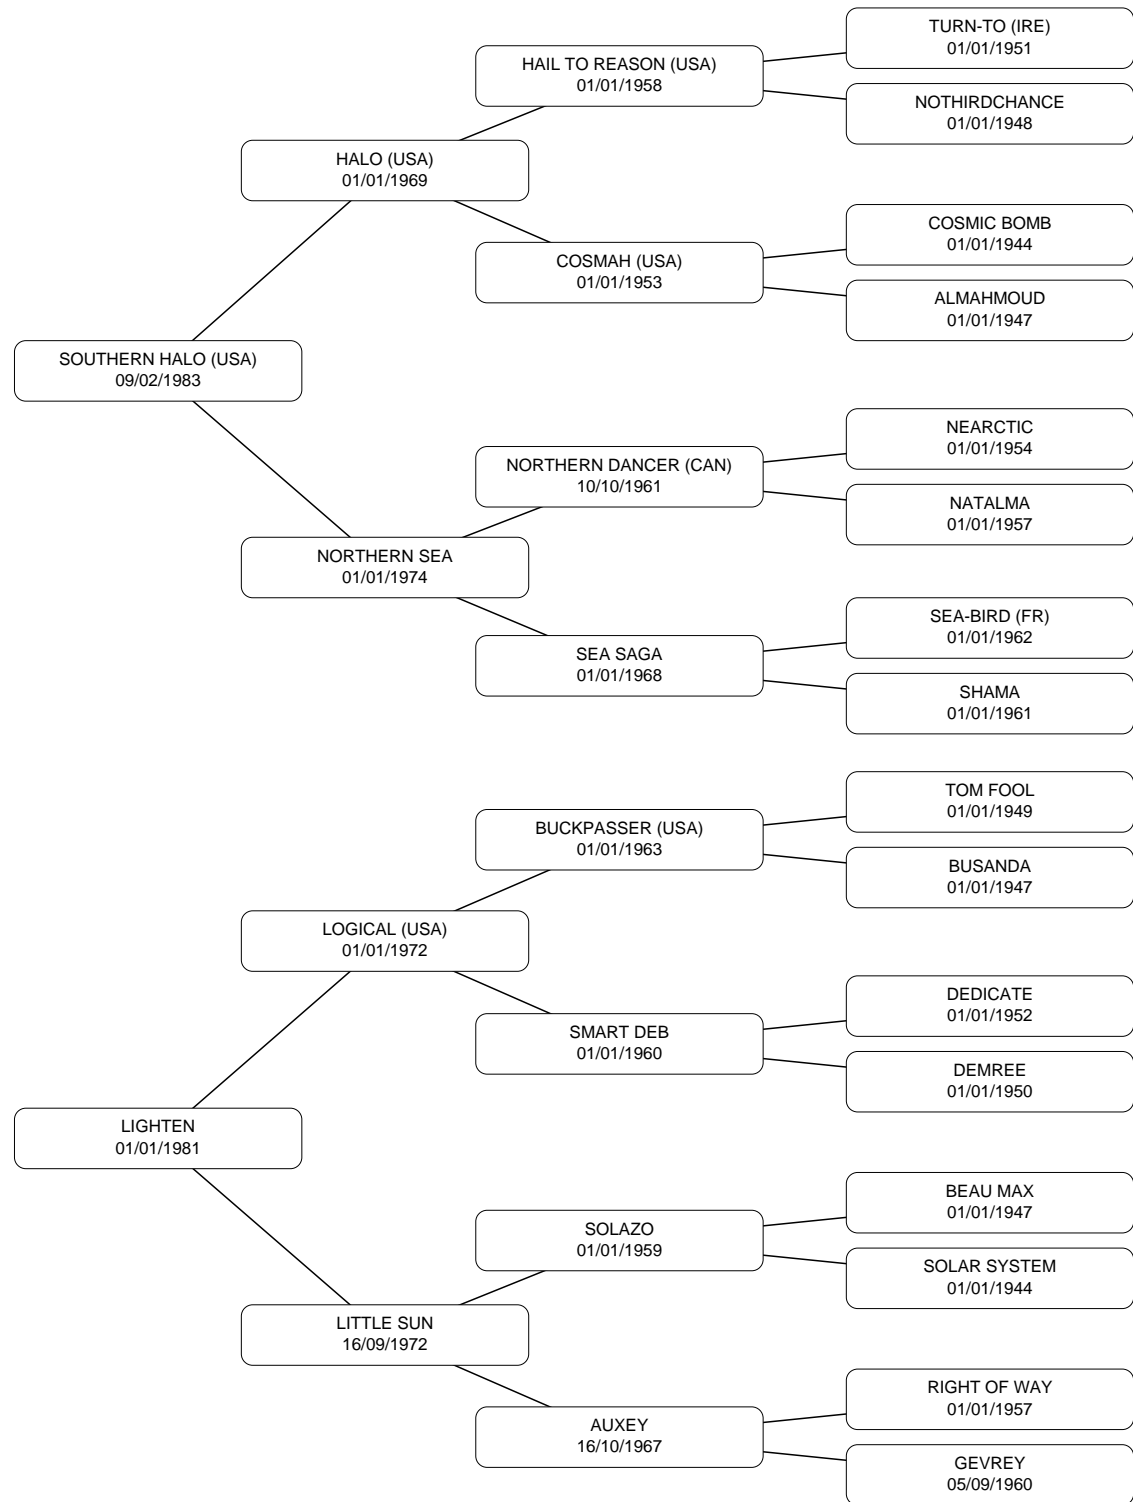 TURN-TO (IRE)
01/01/1951
HAIL TO REASON (USA)
01/01/1958
NOTHIRDCHANCE
01/01/1948
HALO (USA)
01/01/1969
COSMIC BOMB
01/01/1944
COSMAH (USA)
01/01/1953
ALMAHMOUD
01/01/1947
SOUTHERN HALO (USA)
09/02/1983
NEARCTIC
01/01/1954
NORTHERN DANCER (CAN)
10/10/1961
NATALMA
01/01/1957
NORTHERN SEA
01/01/1974
SEA-BIRD (FR)
01/01/1962
SEA SAGA
01/01/1968
SHAMA
01/01/1961
TOM FOOL
01/01/1949
BUCKPASSER (USA)
01/01/1963
BUSANDA
01/01/1947
LOGICAL (USA)
01/01/1972
DEDICATE
01/01/1952
SMART DEB
01/01/1960
DEMREE
01/01/1950
LIGHTEN
01/01/1981
BEAU MAX
01/01/1947
SOLAZO
01/01/1959
SOLAR SYSTEM
01/01/1944
LITTLE SUN
16/09/1972
RIGHT OF WAY
01/01/1957
AUXEY
16/10/1967
GEVREY
05/09/1960